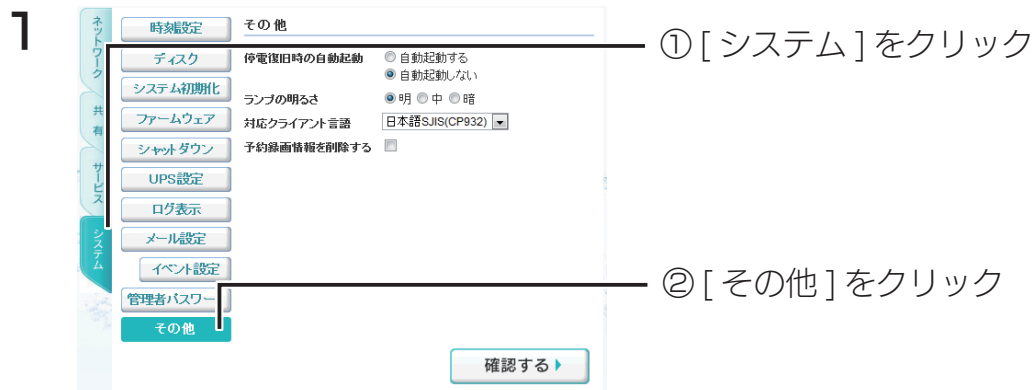 1
ネットワーク
共有
サービス
システム
時刻設定
ディスク
システム初期化
ファームウェア
シャットダウン
UPS設定
ログ表示
メール設定
イベント設定
管理者パスワー
その他
その他
停電復旧時の自動起動 自動起動する
自動起動しない
ランプの明るさ 明 中 暗
対応クライアント言語 日本語SJIS(CP932)
予約録画情報を削除する
確認する
① [ システム ] をクリック
② [ その他 ] をクリック